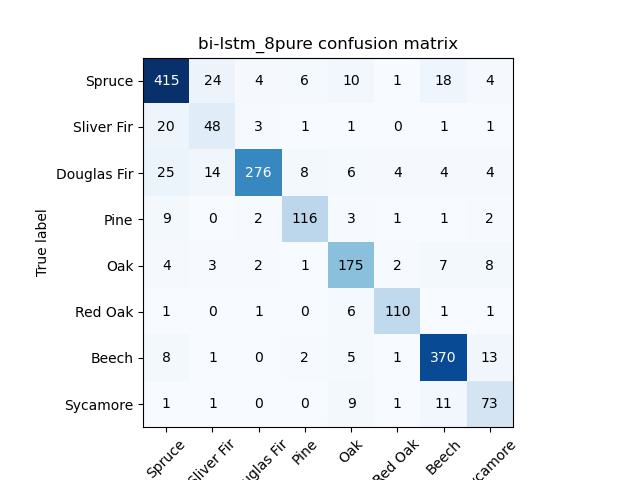 bi-lstm_8pure confusion matrix
Spruce 415 24 4 6 10 1 18 4
Sliver Fir 20 48 3 1 1 0 1 1
Douglas Fir 25 14 276 8 6 4 4 4
Pine 9 0 2 116 3 1 1 2
Oak 4 3 2 1 175 2 7 8
Red Oak 1 0 1 0 6 110 1 1
Beech 8 1 0 2 5 1 370 13
Sycamore 1 1 0 0 9 1 11 73
True label
Spruce
Sliver Fir
uglas Fir
Pine
Oak
Red Oak
Beech
camore